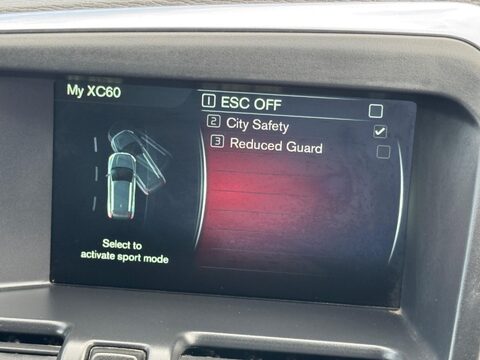 My XC60
1 ESC OFF
2 City Safety
3 Reduced Guard
Select to
activate sport mode